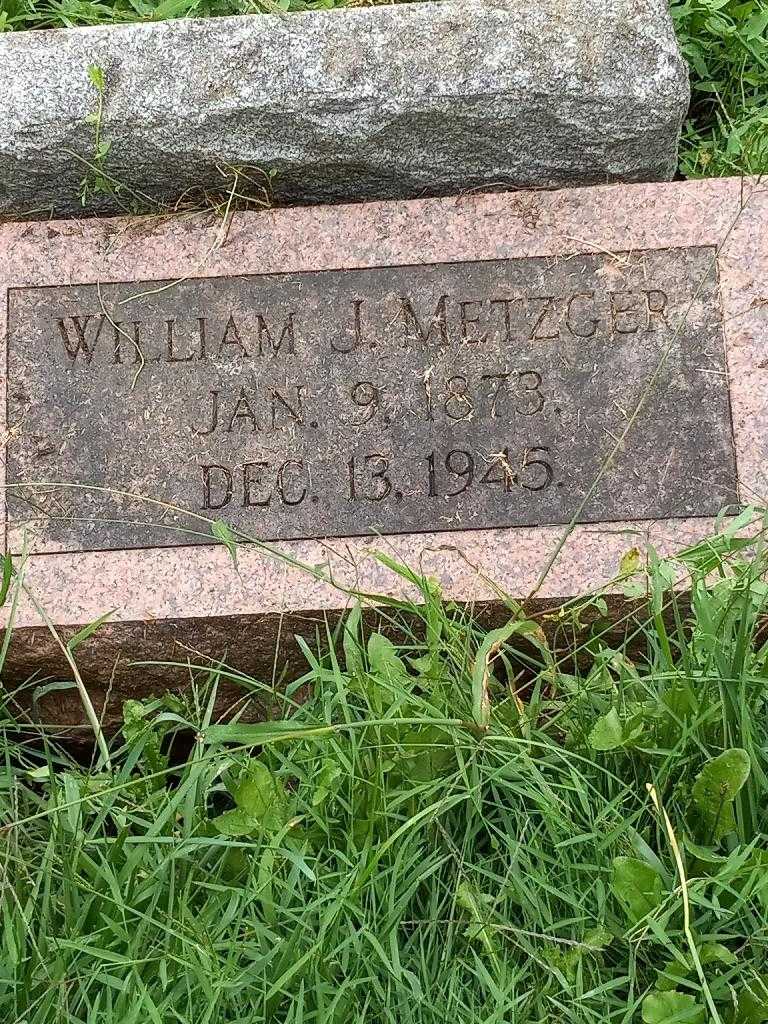 WILLIAM J. METZGER
JAN. 9, 1873.
DEC. 13, 1945.